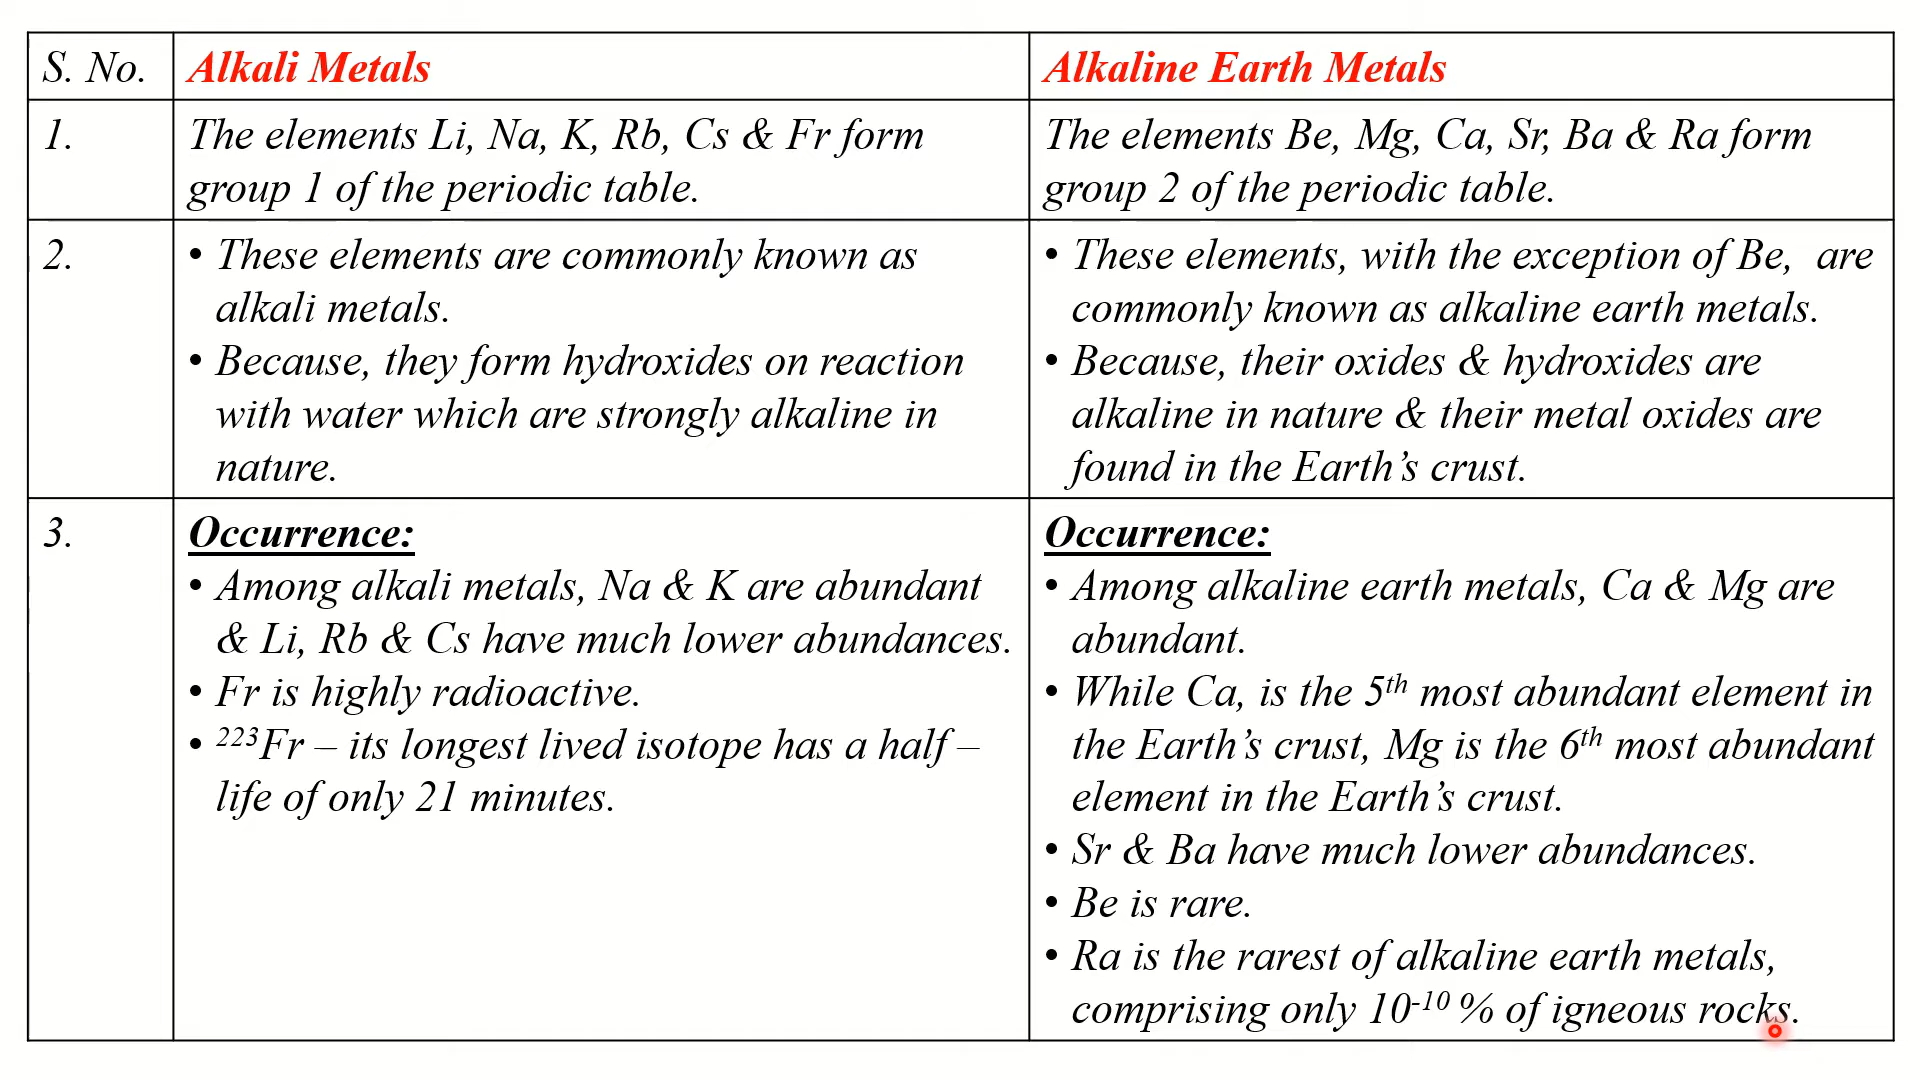 S. No.
Alkali Metals
Alkaline Earth Metals
1.
The elements Li, Na, K, Rb, Cs & Fr form
group 1 of the periodic table.
The elements Be, Mg, Ca, Sr, Ba & Ra form
group 2 of the periodic table.
2.
• These elements are commonly known as
alkali metals.
• Because, they form hydroxides on reaction
with water which are strongly alkaline in
nature.
• These elements, with the exception of Be, are
commonly known as alkaline earth metals.
• Because, their oxides & hydroxides are
alkaline in nature & their metal oxides are
found in the Earth’s crust.
3.
Occurrence:
• Among alkali metals, Na & K are abundant
& Li, Rb & Cs have much lower abundances.
• Fr is highly radioactive.
• ²²³Fr – its longest lived isotope has a half –
life of only 21 minutes.
Occurrence:
• Among alkaline earth metals, Ca & Mg are
abundant.
• While Ca, is the 5ᵗʰ most abundant element in
the Earth’s crust, Mg is the 6ᵗʰ most abundant
element in the Earth’s crust.
• Sr & Ba have much lower abundances.
• Be is rare.
• Ra is the rarest of alkaline earth metals,
comprising only 10⁻¹⁰ % of igneous rocks.